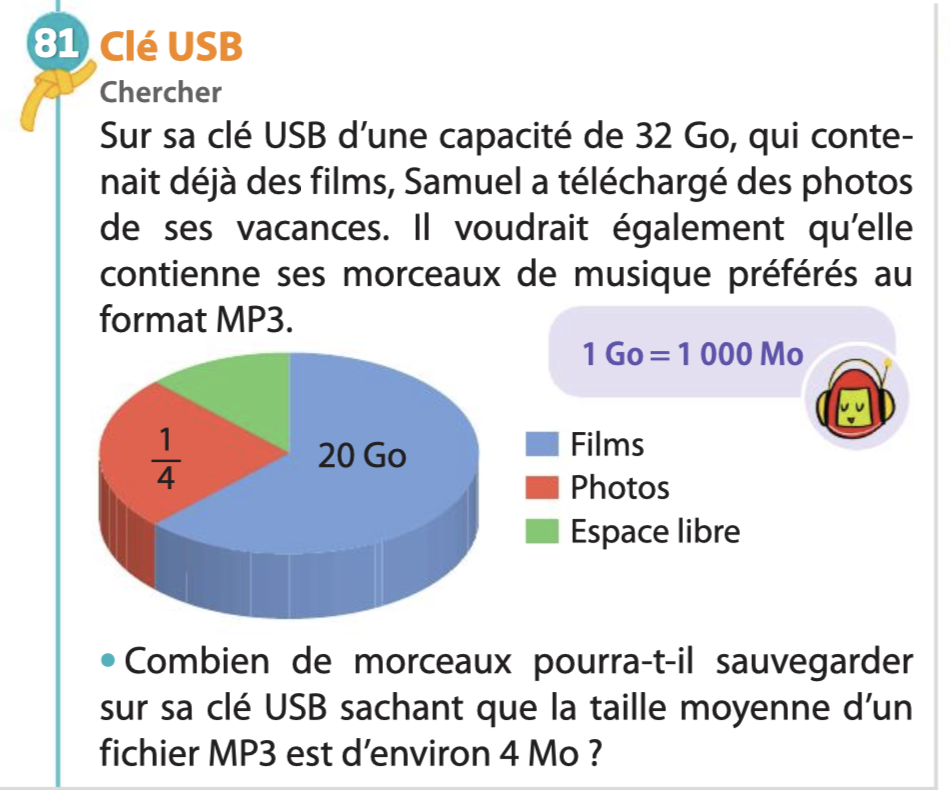 81 Clé USB
Chercher
Sur sa clé USB d’une capacité de 32 Go, qui conte-
nait déjà des films, Samuel a téléchargé des photos
de ses vacances. Il voudrait également qu’elle
contienne ses morceaux de musique préférés au
format MP3.
1 Go = 1 000 Mo
1
4
20 Go
Films
Photos
Espace libre
• Combien de morceaux pourra-t-il sauvegarder
sur sa clé USB sachant que la taille moyenne d’un
fichier MP3 est d’environ 4 Mo ?